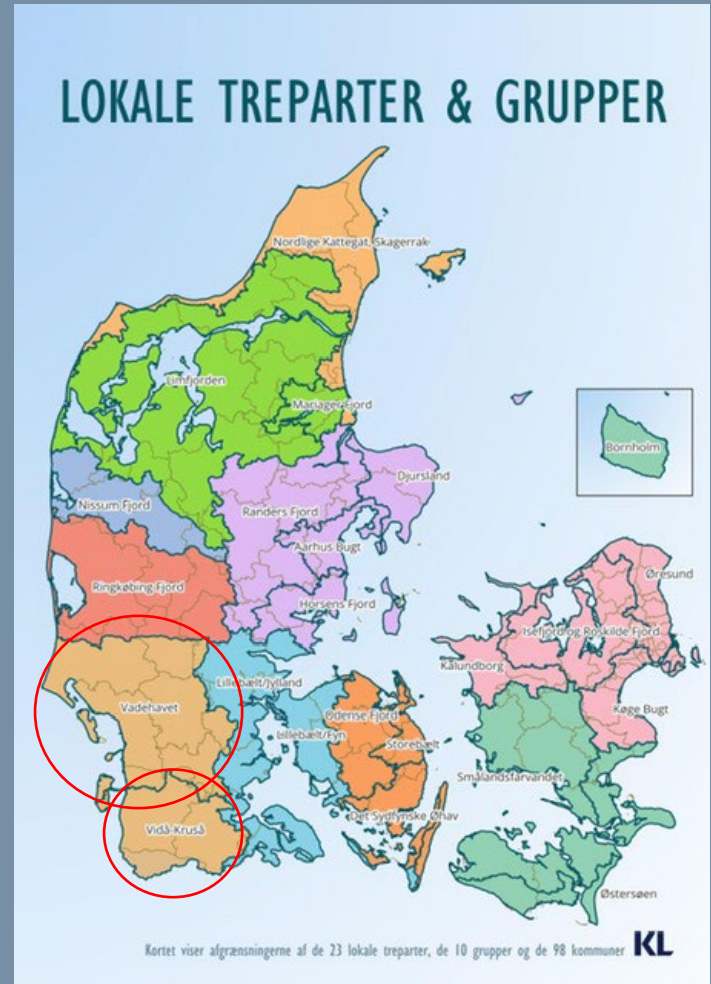 LOKALE TREPARTER & GRUPPER
Nordlige Kattegat, Skagerrak
Limfjorden
Mariager Fjord
Bornholm
Nissum Fjord
Djursland
Randers Fjord
Aarhus Bugt
Øresund
Ringkøbing Fjord
Horsens Fjord
Isefjord og Roskilde Fjord
Kalundborg
Lillebælt/Jylland
Vadehavet
Odense Fjord
Køge Bugt
Lillebælt/Fyn
Storebælt
Smålandsfarvandet
Det Sydfynske Øhav
Vidå-Kruså
Østersøen
Kortet viser afgrænsningerne af de 23 lokale treparter, de 10 grupper og de 98 kommuner KL